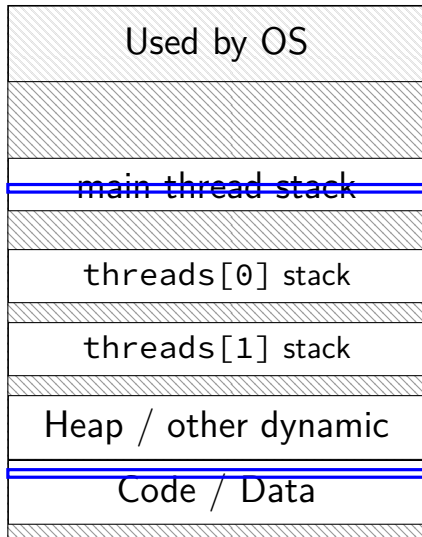 Used by OS
main thread stack
threads[0] stack
threads[1] stack
Heap / other dynamic
Code / Data